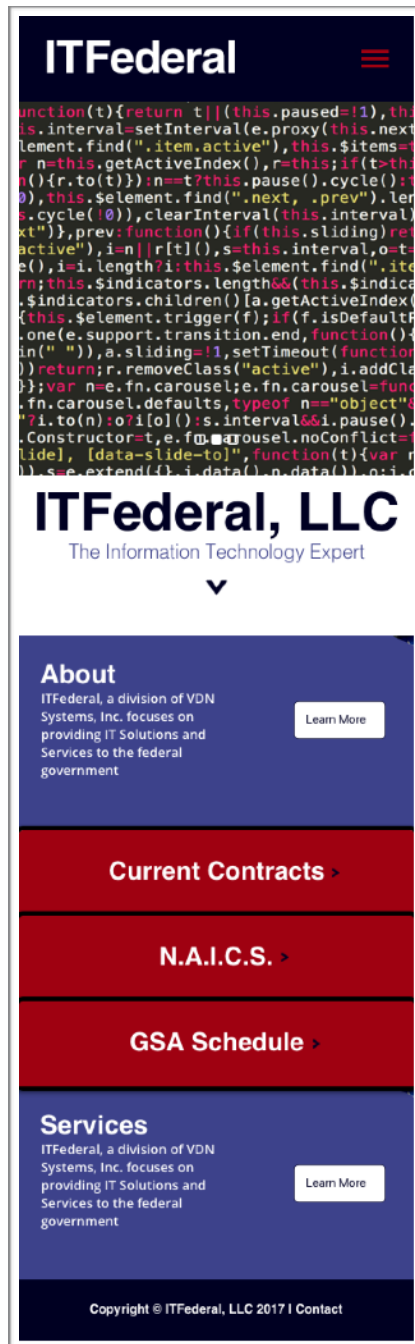 ITFederal
unction(t){return t||(this.paused=!1),thi
is.interval=setInterval(e.proxy(this.next
lement.find(".item.active"),this.$items=t
r n=this.getActiveIndex(),r=this;if(t>thi
n(){r.to(t)}):n==t?this.pause().cycle():t
0),this.$element.find(".next, .prev").len
s.cycle(!0)),clearInterval(this.interval)
xt")},prev:function(){if(this.sliding)ret
active"),i=n||r[t](),s=this.interval,o=t=
e(),i=i.length?i:this.$element.find(".ite
rn;this.$indicators.length&&(this.$indica
.$indicators.children()[a.getActiveIndex(
{this.$element.trigger(f);if(f.isDefaultP
.one(e.support.transition.end,function(){
in(" ")),a.sliding=!1,setTimeout(function
))return;r.removeClass("active"),i.addCla
}};var n=e.fn.carousel;e.fn.carousel=func
.fn.carousel.defaults,typeof n=="object"&
"?i.to(n):o?i[o]():s.interval&&i.pause().
.Constructor=t,e.fn.carousel.noConflict=f
lide], [data-slide-to]",function(t){var n
)),s=e.extend({},i.data(),n.data()),o;i.c
ITFederal, LLC
The Information Technology Expert
About
ITFederal, a division of VDN
Systems, Inc. focuses on
providing IT Solutions and
Services to the federal
government
Learn More
Current Contracts >
N.A.I.C.S. >
GSA Schedule >
Services
ITFederal, a division of VDN
Systems, Inc. focuses on
providing IT Solutions and
Services to the federal
government
Learn More
Copyright © ITFederal, LLC 2017 I Contact